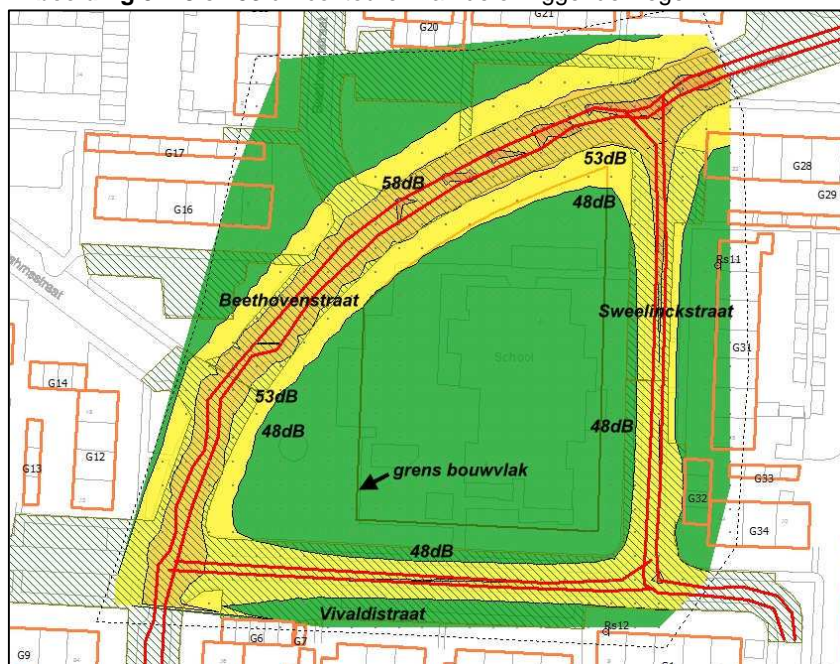 G20
G21
G17
G16
58dB
53dB
48dB
G28
G29
Rs11
Beethovenstraat
Sweelinckstraat
School
G31
G14
G12
G13
53dB
48dB
48dB
grens bouwvlak
G33
G32
G34
48dB
Vivaldistraat
Rs12
G6
G7
G9